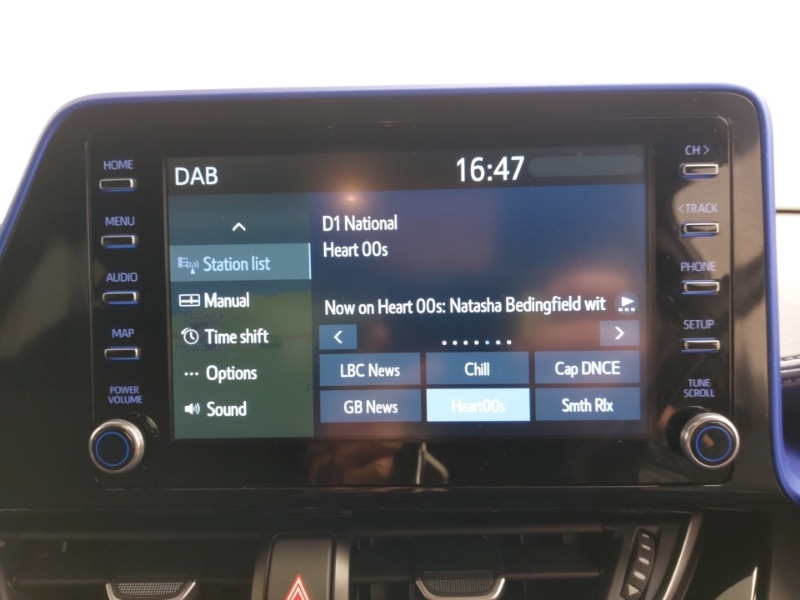 HOME
MENU
AUDIO
MAP
POWER
VOLUME
DAB
16:47
Station list
Manual
Time shift
Options
Sound
D1 National
Heart 00s
Now on Heart 00s: Natasha Bedingfield wit
LBC News
Chill
Cap DNCE
GB News
Heart00s
Smth Rlx
CH >
< TRACK
PHONE
SETUP
TUNE
SCROLL